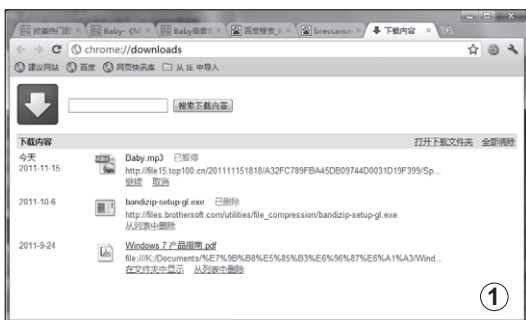 欧美热门歌 Baby-《M Baby最歌 百度搜索_ bressanon 下载内容
chrome://downloads
建议网站 百度 网页快讯库 从 IE 中导入
搜索下载内容
下载内容 打开下载文件夹 全部清除
今天 Baby.mp3 已暂停
2011-11-15 http://file15.top100.cn/201111151818/A32FC789FBA45DB09744D0031D19F399/Sp...
继续 取消
2011-10-6 bandizip-setup-gl.exe 已删除
http://files.brothersoft.com/utilities/file_compression/bandizip-setup-gl.exe
从列表中删除
2011-9-24 Windows 7 产品指南.pdf
file:///K:/Documents/%E7%9B%B8%E5%85%B3%E6%96%87%E6%A1%A3/Wind...
在文件夹中显示 从列表中删除
1